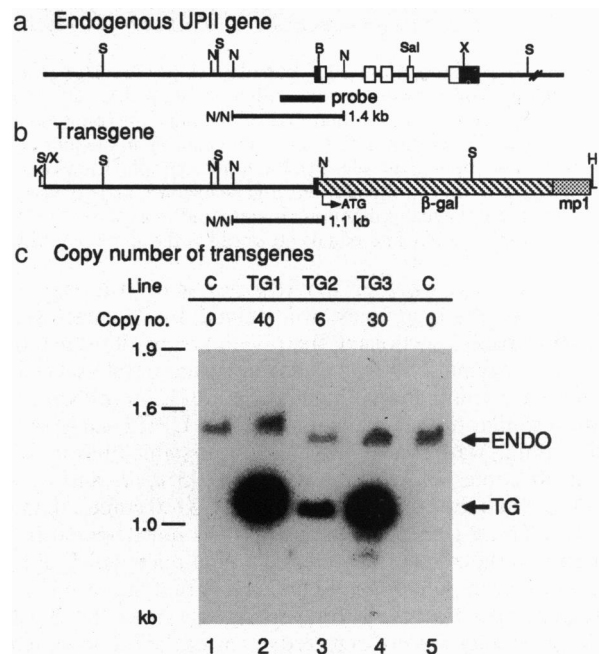 a Endogenous UPII gene
S N S N B N Sal X S
probe
N/N 1.4 kb
b Transgene
S/X
K S N S N N S H
ATG β-gal mp1
N/N 1.1 kb
c Copy number of transgenes
Line C TG1 TG2 TG3 C
Copy no. 0 40 6 30 0
1.9
1.6
ENDO
TG
1.0
kb
1 2 3 4 5